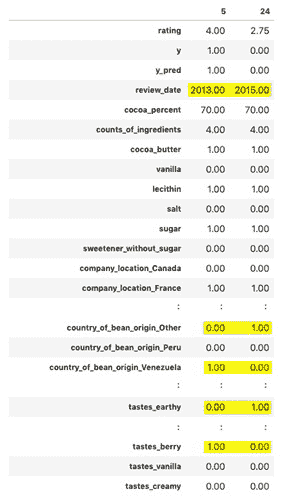 5 24
rating 4.00 2.75
y 1.00 0.00
y_pred 1.00 0.00
review_date 2013.00 2015.00
cocoa_percent 70.00 70.00
counts_of_ingredients 4.00 4.00
cocoa_butter 1.00 1.00
vanilla 0.00 0.00
lecithin 1.00 1.00
salt 0.00 0.00
sugar 1.00 1.00
sweetener_without_sugar 0.00 0.00
company_location_Canada 0.00 0.00
company_location_France 1.00 1.00
: : :
country_of_bean_origin_Other 0.00 1.00
country_of_bean_origin_Peru 0.00 0.00
country_of_bean_origin_Venezuela 1.00 0.00
: : :
tastes_earthy 0.00 1.00
: : :
tastes_berry 1.00 0.00
tastes_vanilla 0.00 0.00
tastes_creamy 0.00 0.00